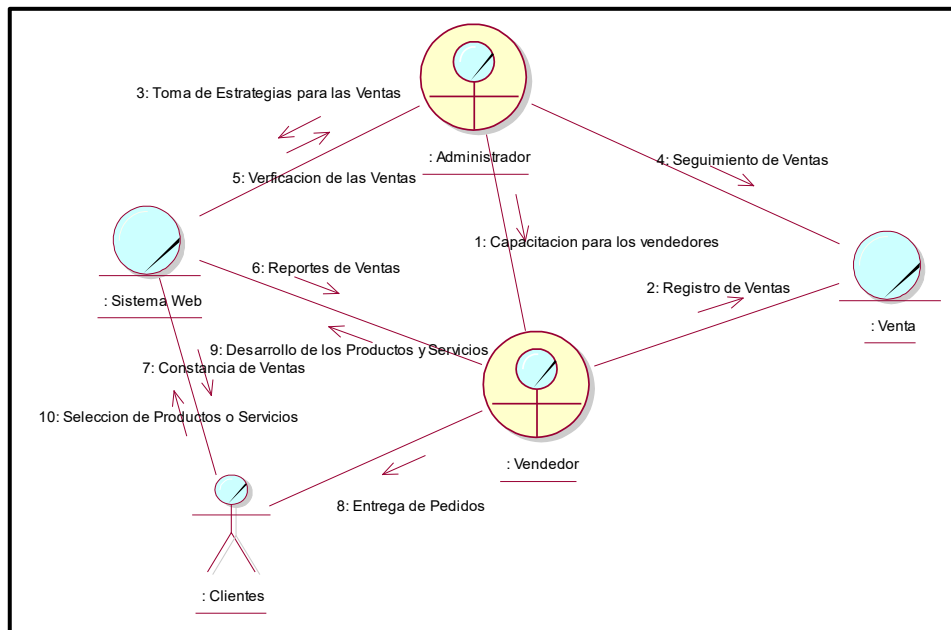 3: Toma de Estrategias para las Ventas
: Administrador
4: Seguimiento de Ventas
5: Verficacion de las Ventas
1: Capacitacion para los vendedores
6: Reportes de Ventas
2: Registro de Ventas
: Sistema Web
: Venta
9: Desarrollo de los Productos y Servicios
7: Constancia de Ventas
10: Seleccion de Productos o Servicios
: Vendedor
8: Entrega de Pedidos
: Clientes